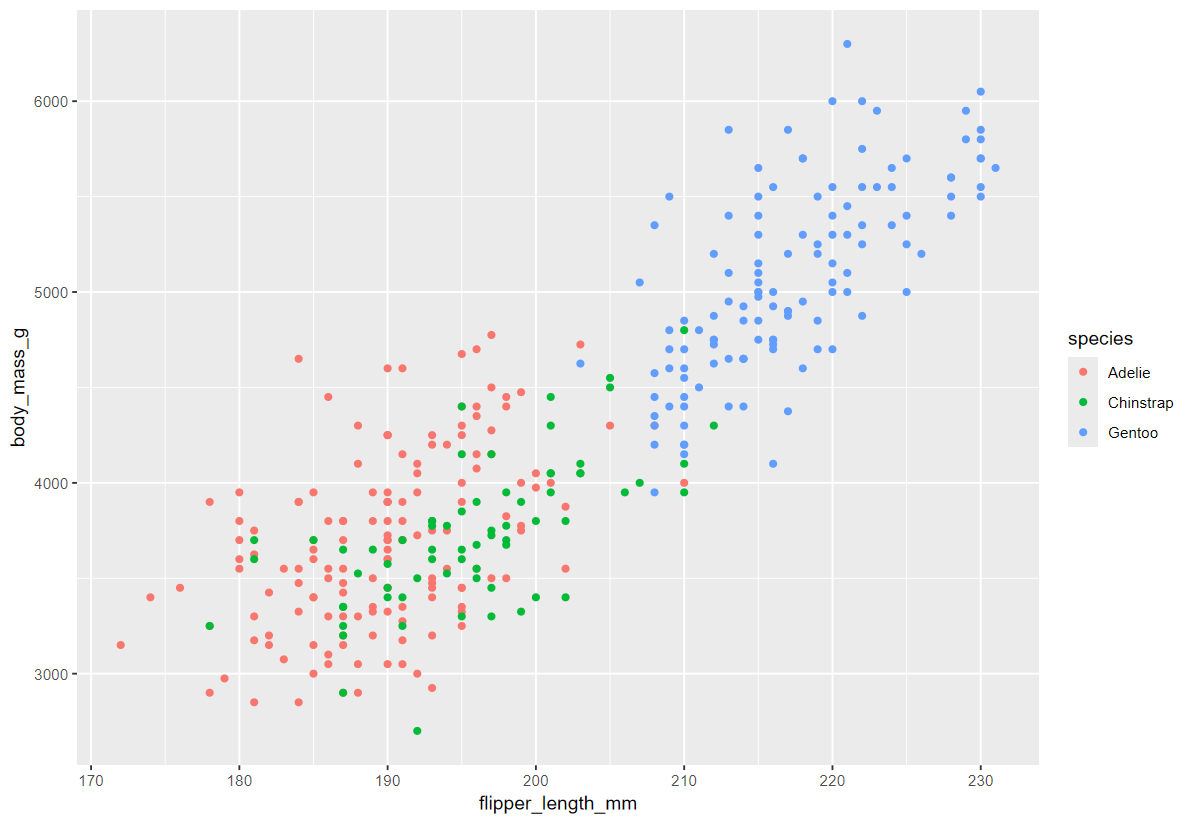 6000
5000
4000
3000
body_mass_g
170 180 190 200 210 220 230
flipper_length_mm
species
Adelie
Chinstrap
Gentoo